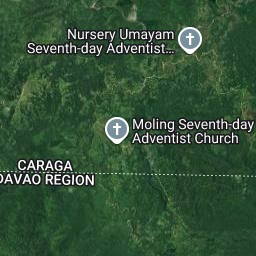 Nursery Umayam
Seventh-day Adventist...
Moling Seventh-day
Adventist Church
CARAGA
DAVAO REGION